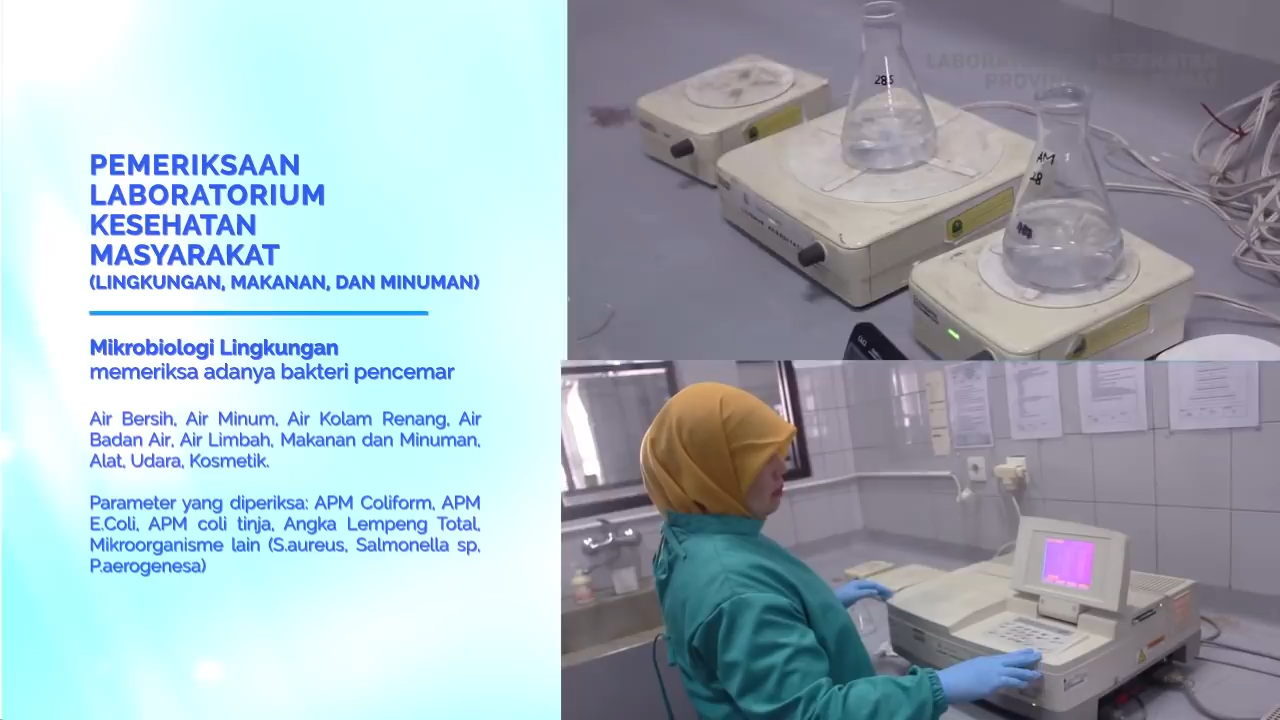 PEMERIKSAAN
LABORATORIUM
KESEHATAN
MASYARAKAT
(LINGKUNGAN, MAKANAN, DAN MINUMAN)
Mikrobiologi Lingkungan
memeriksa adanya bakteri pencemar
Air Bersih, Air Minum, Air Kolam Renang, Air
Badan Air, Air Limbah, Makanan dan Minuman,
Alat, Udara, Kosmetik.
Parameter yang diperiksa: APM Coliform, APM
E.Coli, APM coli tinja, Angka Lempeng Total,
Mikroorganisme lain (S.aureus, Salmonella sp,
P.aerogenesa)
285
AM
28